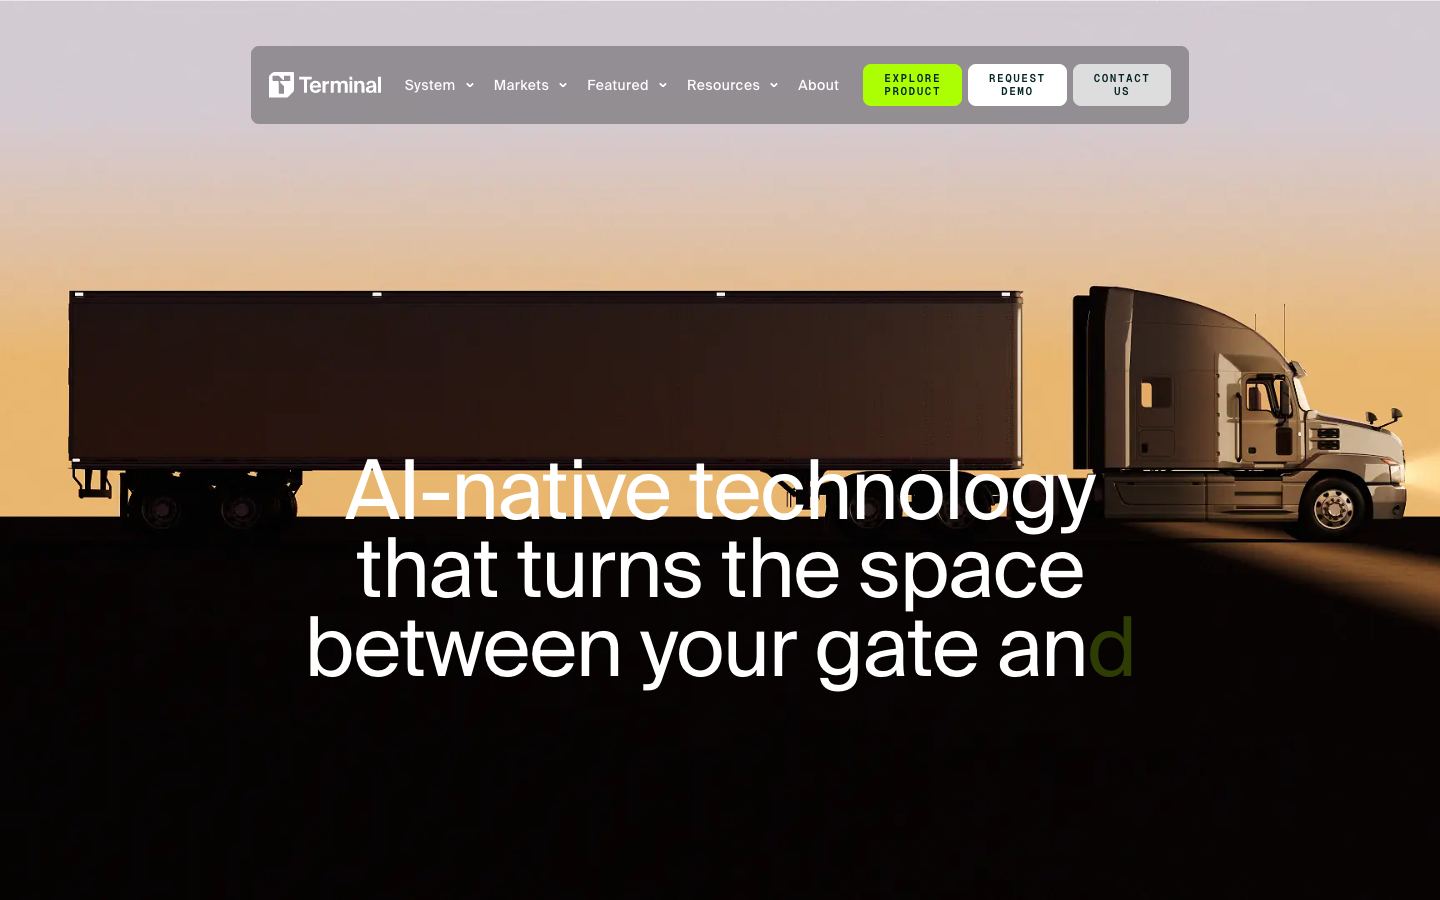 Terminal
System
Markets
Featured
Resources
About
EXPLORE
PRODUCT
REQUEST
DEMO
CONTACT
US
AI-native technology
that turns the space
between your gate and